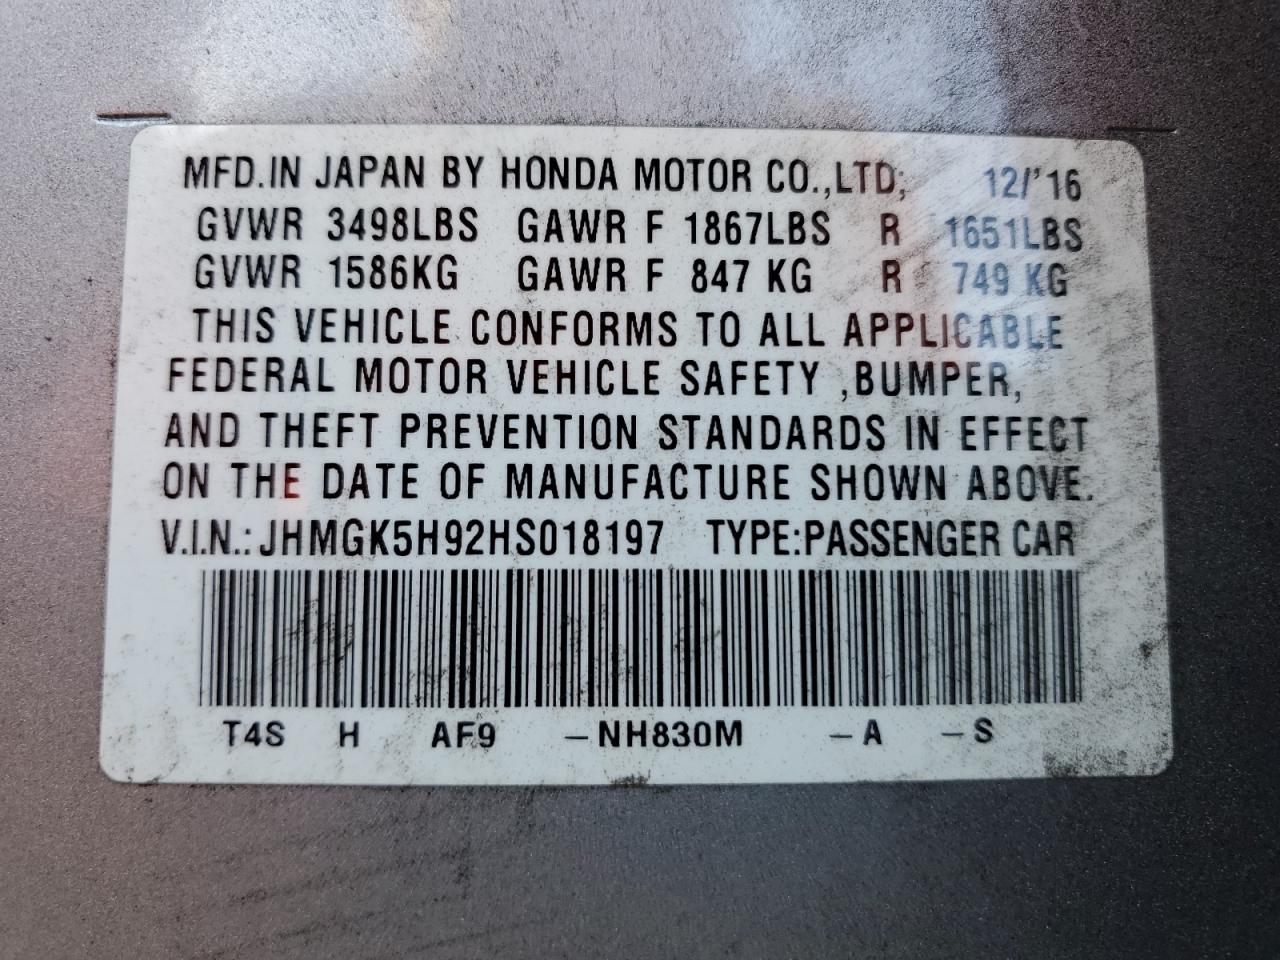 MFD.IN JAPAN BY HONDA MOTOR CO.,LTD; 12/'16
GVWR 3498LBS GAWR F 1867LBS R 1651LBS
GVWR 1586KG GAWR F 847 KG R 749 KG
THIS VEHICLE CONFORMS TO ALL APPLICABLE
FEDERAL MOTOR VEHICLE SAFETY ,BUMPER,
AND THEFT PREVENTION STANDARDS IN EFFECT
ON THE DATE OF MANUFACTURE SHOWN ABOVE.
V.I.N.: JHMGK5H92HS018197 TYPE:PASSENGER CAR
T4S H AF9 –NH830M –A –S